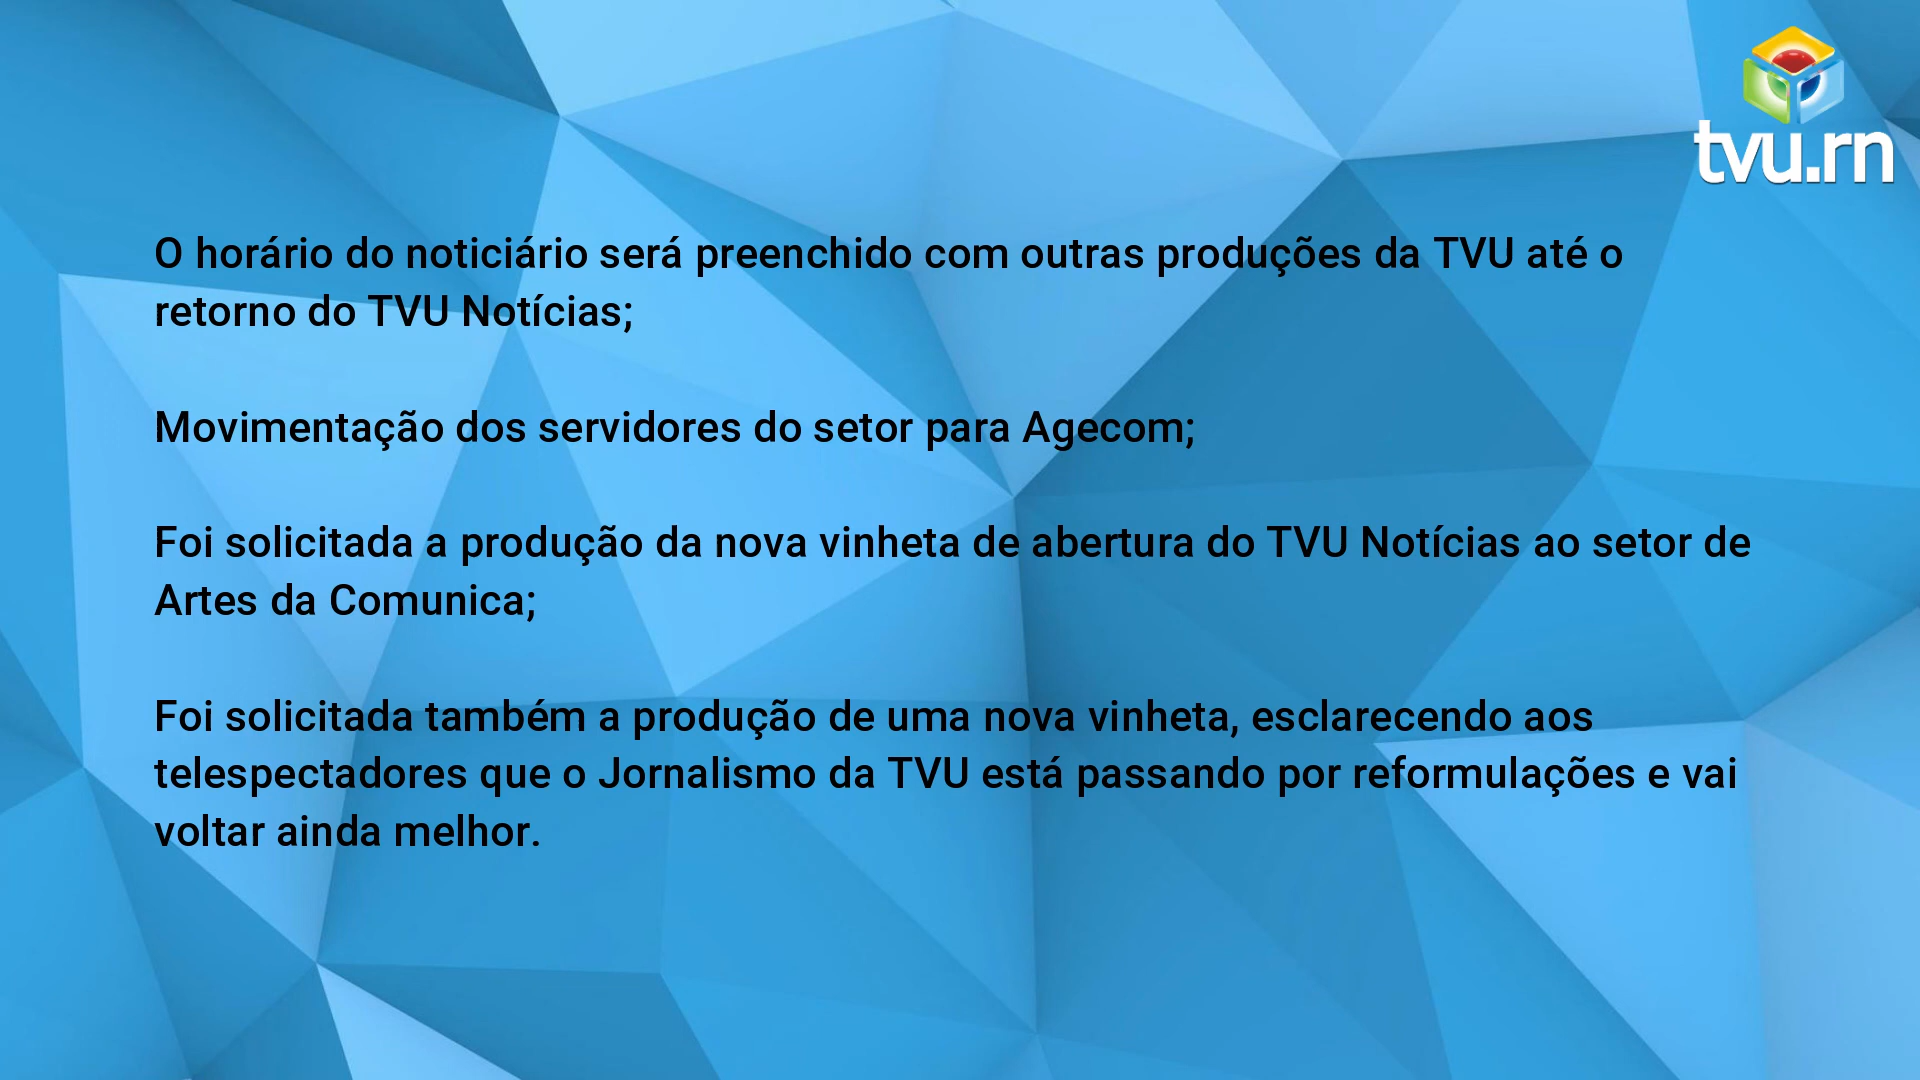 tvu.rn
O horário do noticiário será preenchido com outras produções da TVU até o
retorno do TVU Notícias;
Movimentação dos servidores do setor para Agecom;
Foi solicitada a produção da nova vinheta de abertura do TVU Notícias ao setor de
Artes da Comunica;
Foi solicitada também a produção de uma nova vinheta, esclarecendo aos
telespectadores que o Jornalismo da TVU está passando por reformulações e vai
voltar ainda melhor.